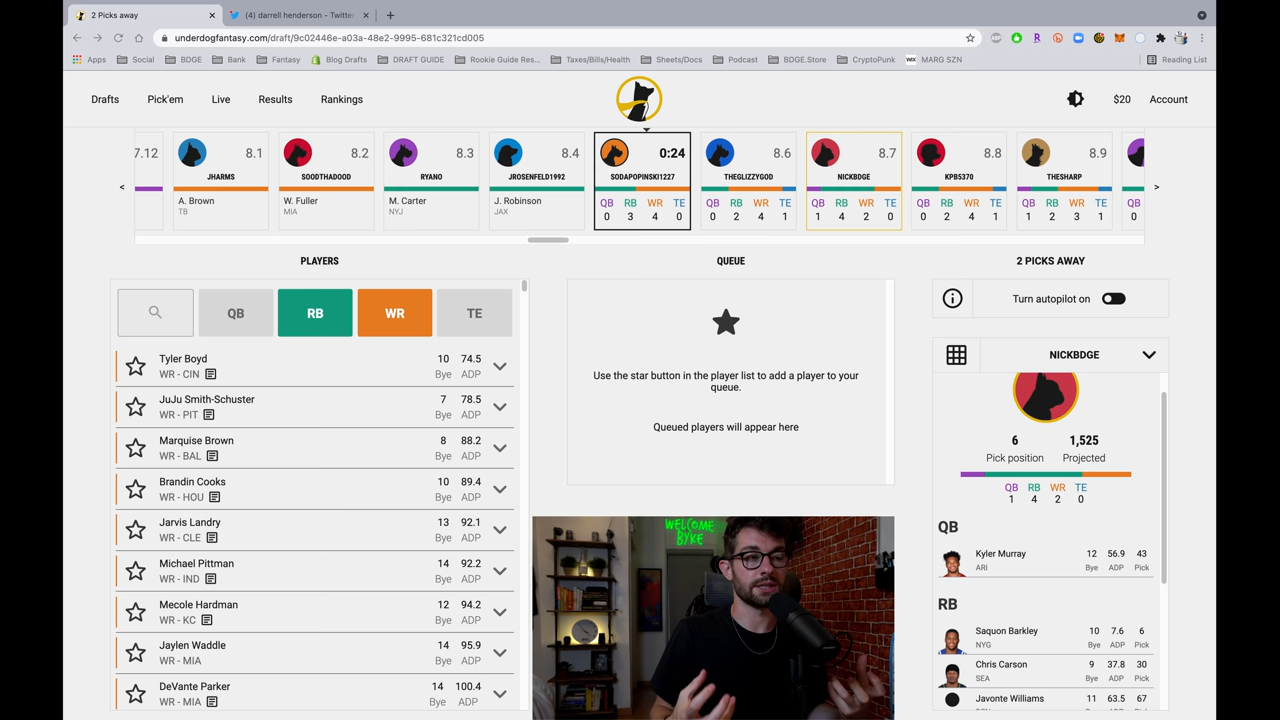 2 Picks away
(4) darrell henderson - Twitter
underdogfantasy.com/draft/9c02446e-a03a-48e2-9995-681c321cd005
Apps Social BDGE Bank Fantasy Blog Drafts DRAFT GUIDE Rookie Guide Res... Taxes/Bills/Health Sheets/Docs Podcast BDGE.Store CryptoPunk WIX MARG SZN Reading List
Drafts Pick'em Live Results Rankings $20 Account
7.12 8.1 8.2 8.3 8.4 0:24 8.6 8.7 8.8 8.9
JHARMS SOODTHADOOD RYANO JROSENFELD1992 SODAPOPINSKI1227 THEGLIZZYGOD NICKBDGE KPB5370 THESHARP
A. Brown W. Fuller M. Carter J. Robinson QB RB WR TE QB RB WR TE QB RB WR TE QB RB WR TE QB RB WR TE QB
TB MIA NYJ JAX 0 3 4 0 0 2 4 1 1 4 2 0 1 2 4 1 1 2 3 1 0
PLAYERS
QUEUE
2 PICKS AWAY
QB RB WR TE
Tyler Boyd 10 74.5
WR - CIN Bye ADP
JuJu Smith-Schuster 7 78.5
WR - PIT Bye ADP
Marquise Brown 8 88.2
WR - BAL Bye ADP
Brandin Cooks 10 89.4
WR - HOU Bye ADP
Jarvis Landry 13 92.1
WR - CLE Bye ADP
Michael Pittman 14 92.2
WR - IND Bye ADP
Mecole Hardman 12 94.2
WR - KC Bye ADP
Jaylen Waddle 14 95.9
WR - MIA Bye ADP
DeVante Parker 14 100.4
WR - MIA Bye ADP
Use the star button in the player list to add a player to your
queue.
Queued players will appear here
WELCOME
BYKE
Turn autopilot on
NICKBDGE
6 1,525
Pick position Projected
QB RB WR TE
1 4 2 0
QB
Kyler Murray 12 56.9 43
ARI Bye ADP Pick
RB
Saquon Barkley 10 7.6 6
NYG Bye ADP Pick
Chris Carson 9 37.8 30
SEA Bye ADP Pick
Javonte Williams 11 63.5 67